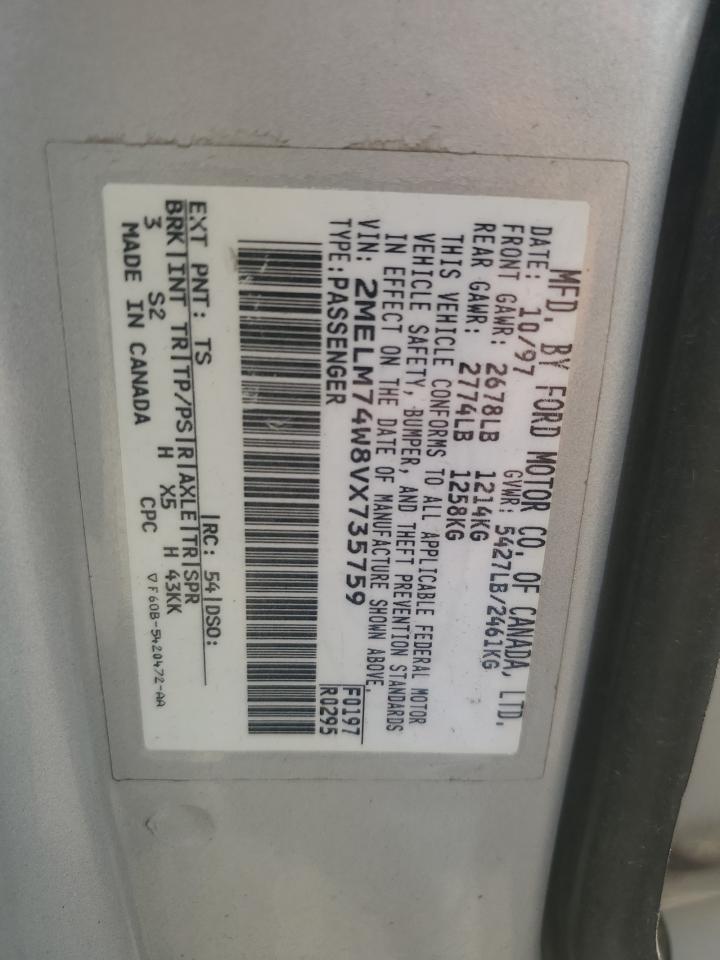 MFD. BY FORD MOTOR CO. OF CANADA, LTD.
DATE: 10/97 GVWR: 5427LB/2461KG
FRONT GAWR: 2678LB 1214KG
REAR GAWR: 2774LB 1258KG
THIS VEHICLE CONFORMS TO ALL APPLICABLE FEDERAL MOTOR
VEHICLE SAFETY, BUMPER, AND THEFT PREVENTION STANDARDS
IN EFFECT ON THE DATE OF MANUFACTURE SHOWN ABOVE.
VIN: 2MELM74W8VX735759 F0197
TYPE: PASSENGER R0295
EXT PNT: TS |RC: 54|DSO:
BRK|INT TR|TP/PS|R|AXLE|TR|SPR
3 S2 H X5 H 43KK
MADE IN CANADA CPC ▽F60B-5420472-AA